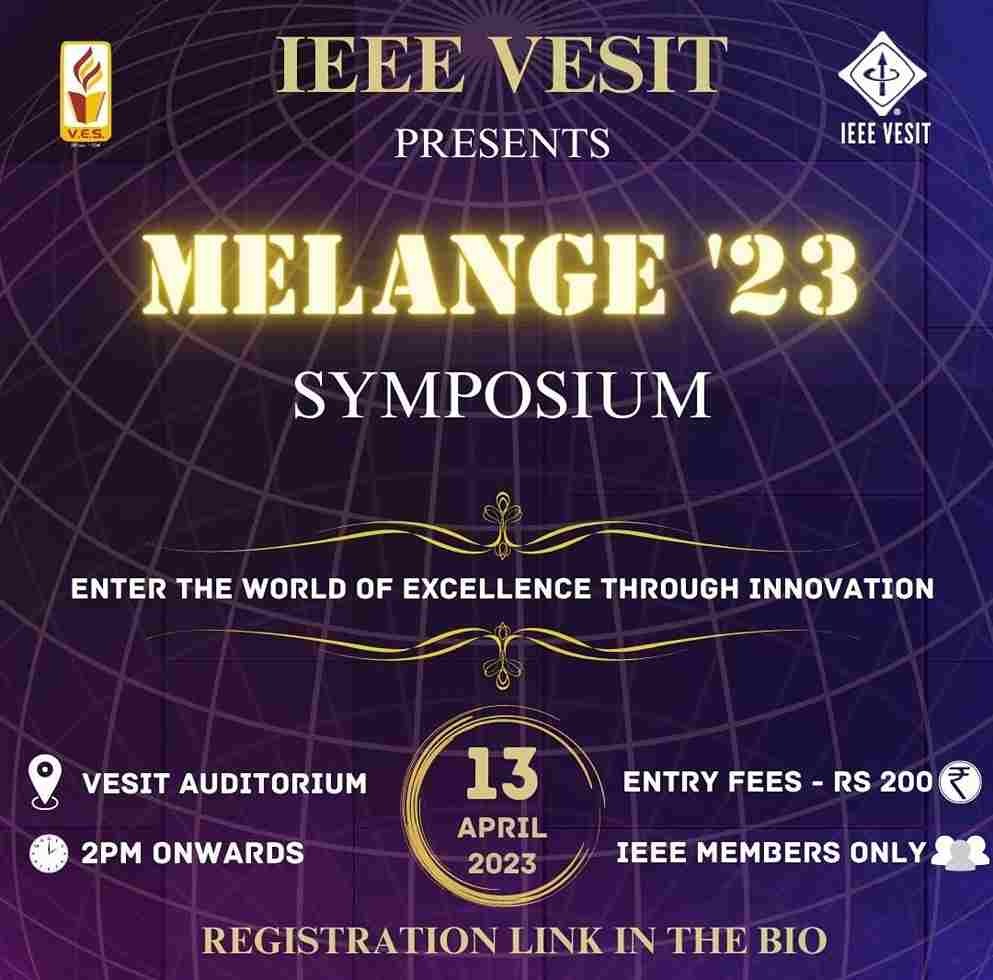 V.E.S.
IEEE VESIT
PRESENTS
IEEE VESIT
MELANGE '23
SYMPOSIUM
ENTER THE WORLD OF EXCELLENCE THROUGH INNOVATION
VESIT AUDITORIUM
2PM ONWARDS
13
APRIL
2023
ENTRY FEES - RS 200
IEEE MEMBERS ONLY
REGISTRATION LINK IN THE BIO